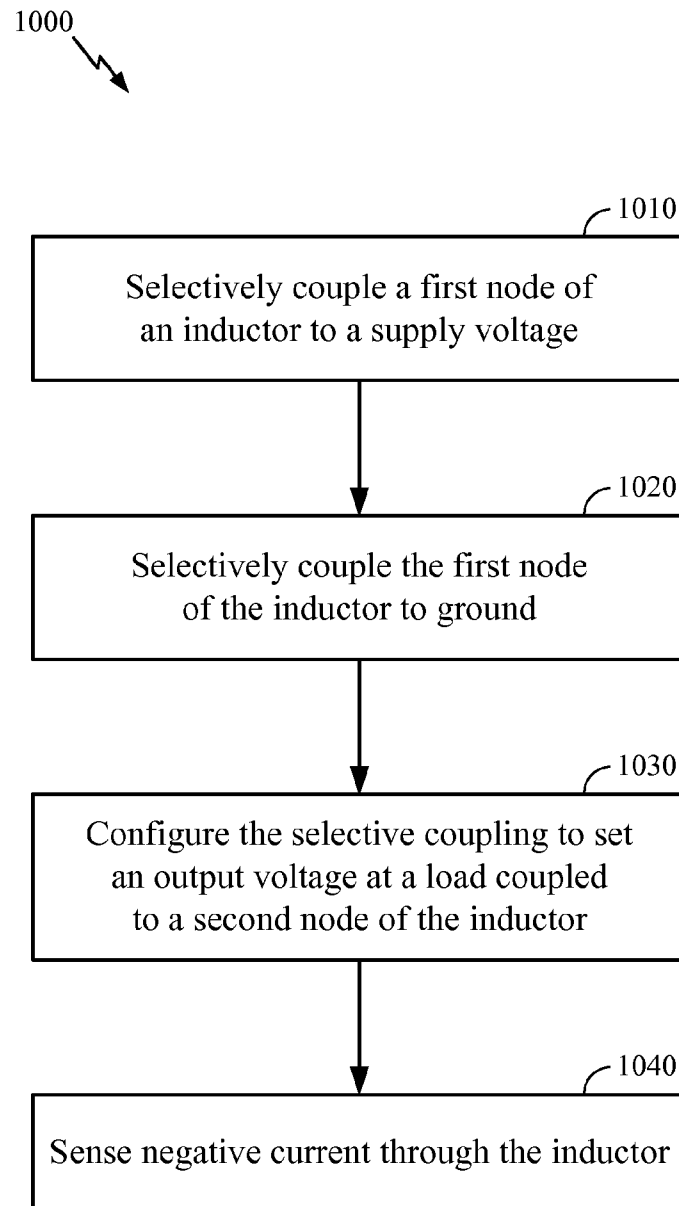 1000
1010
Selectively couple a first node of
an inductor to a supply voltage
1020
Selectively couple the first node
of the inductor to ground
1030
Configure the selective coupling to set
an output voltage at a load coupled
to a second node of the inductor
1040
Sense negative current through the inductor